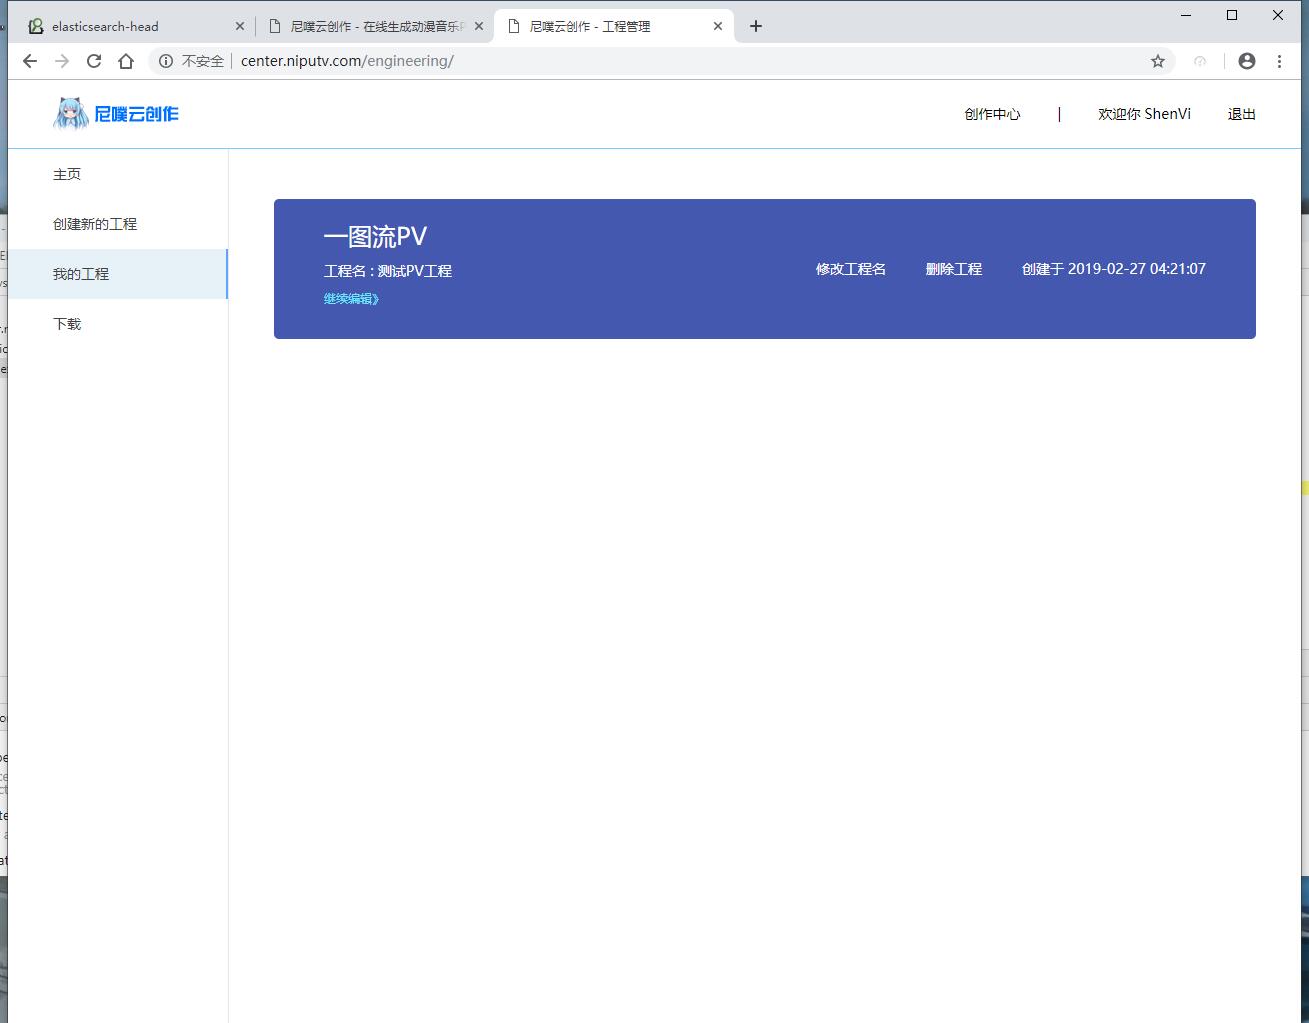 elasticsearch-head
尼噗云创作 - 在线生成动漫音乐P
尼噗云创作 - 工程管理
不安全 | center.niputv.com/engineering/
尼噗云创作
创作中心 | 欢迎你 ShenVi 退出
主页
创建新的工程
我的工程
下载
一图流PV
工程名 : 测试PV工程
修改工程名 删除工程 创建于 2019-02-27 04:21:07
继续编辑》